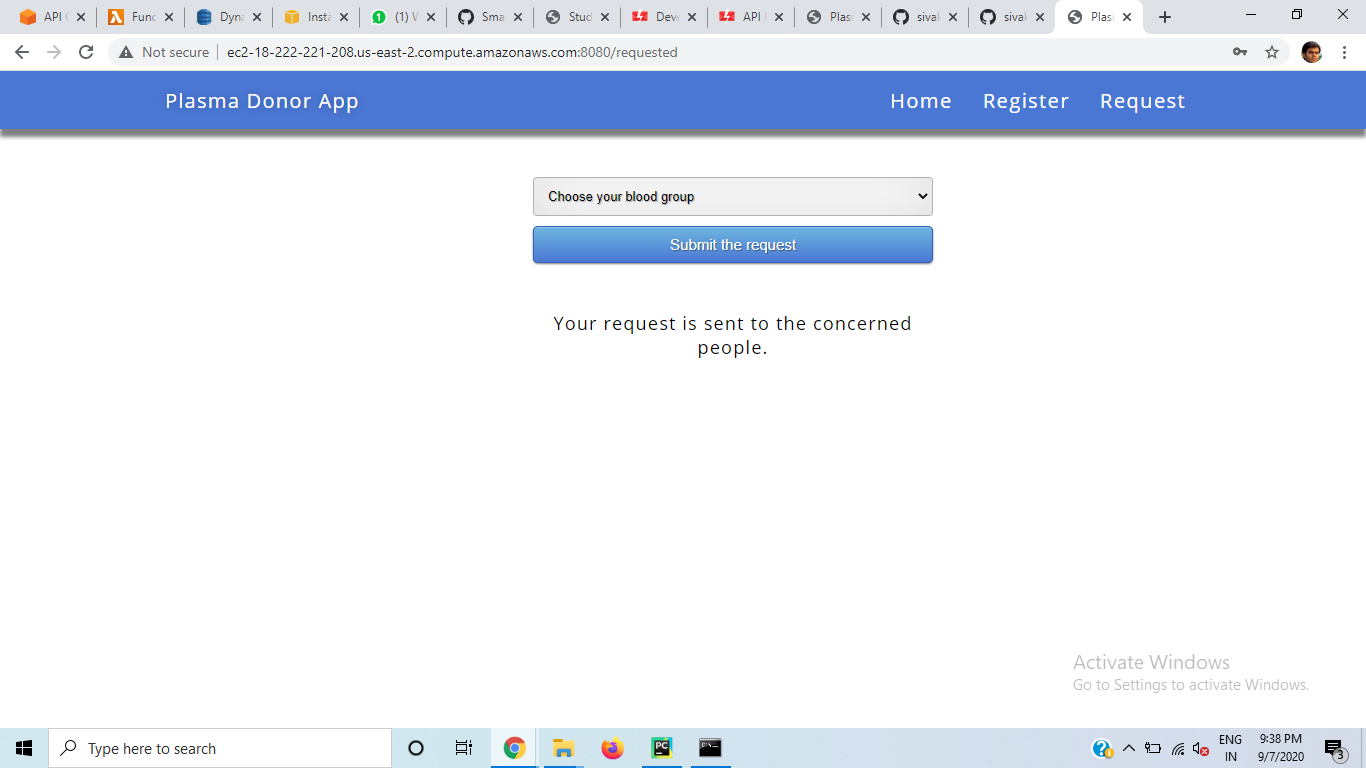 API
Func
Dyna
Insta
(1) W
Sma
Stud
Deve
API
Plas
sival
sival
Plas
Not secure
ec2-18-222-221-208.us-east-2.compute.amazonaws.com:8080/requested
Plasma Donor App
Home
Register
Request
Choose your blood group
Submit the request
Your request is sent to the concerned
people.
Activate Windows
Go to Settings to activate Windows.
Type here to search
ENG
IN
9:38 PM
9/7/2020
3